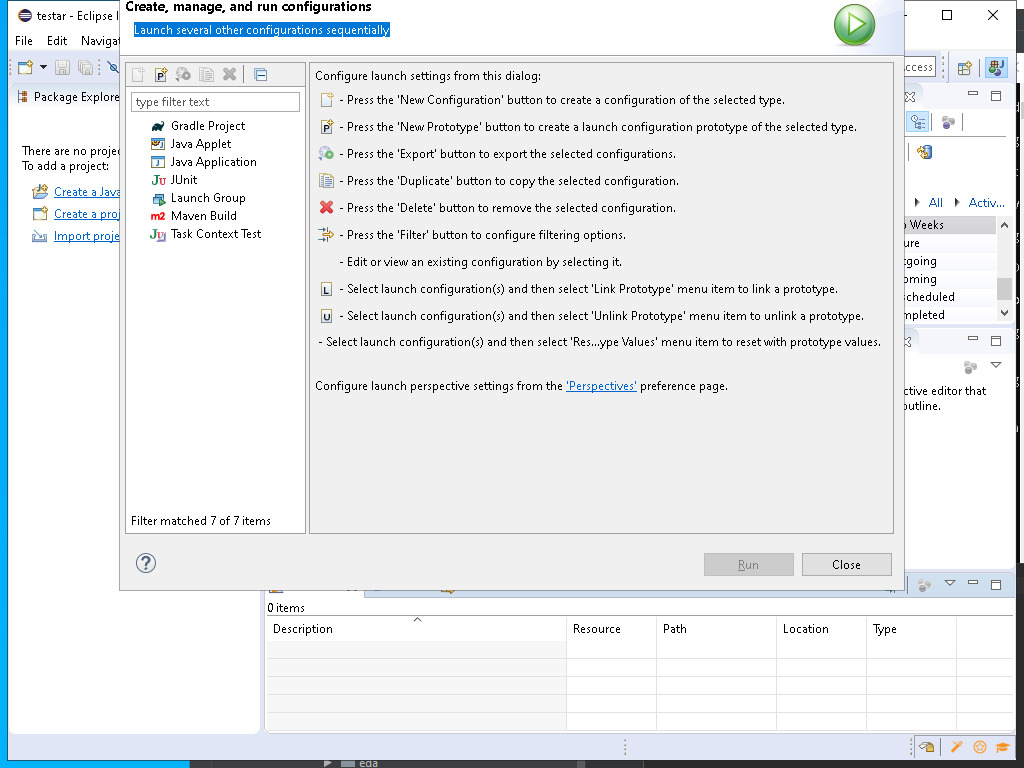 testar - Eclipse I
File Edit Navigat
Package Explore
There are no projec
To add a project:
Create a Java
Create a proj
Import proje
Create, manage, and run configurations
Launch several other configurations sequentially
type filter text
Gradle Project
Java Applet
Java Application
JUnit
Launch Group
Maven Build
Task Context Test
Filter matched 7 of 7 items
Configure launch settings from this dialog:
- Press the 'New Configuration' button to create a configuration of the selected type.
- Press the 'New Prototype' button to create a launch configuration prototype of the selected type.
- Press the 'Export' button to export the selected configurations.
- Press the 'Duplicate' button to copy the selected configuration.
- Press the 'Delete' button to remove the selected configuration.
- Press the 'Filter' button to configure filtering options.
- Edit or view an existing configuration by selecting it.
- Select launch configuration(s) and then select 'Link Prototype' menu item to link a prototype.
- Select launch configuration(s) and then select 'Unlink Prototype' menu item to unlink a prototype.
- Select launch configuration(s) and then select 'Res...ype Values' menu item to reset with prototype values.
Configure launch perspective settings from the 'Perspectives' preference page.
Run
Close
ccess
All Activ...
Weeks
ure
tgoing
oming
scheduled
mpleted
ctive editor that
outline.
0 items
Description Resource Path Location Type
eda